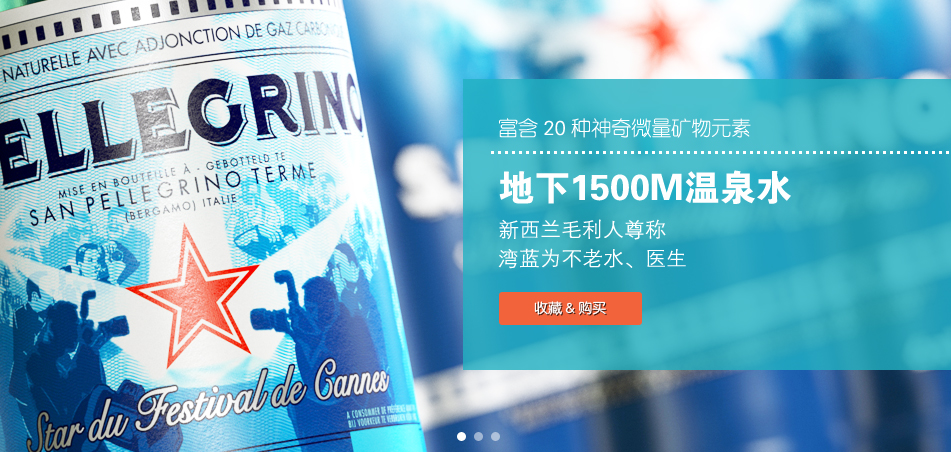 NATURELLE AVEC ADJONCTION DE GAZ CARBONIQUE
PELLEGRINO
MISE EN BOUTEILLE À - GEBOTTELD TE
SAN PELLEGRINO TERME
(BERGAMO) ITALIE
Star du Festival de Cannes
富含 20 种神奇微量矿物元素
地下1500M温泉水
新西兰毛利人尊称
湾蓝为不老水、医生
收藏 & 购买